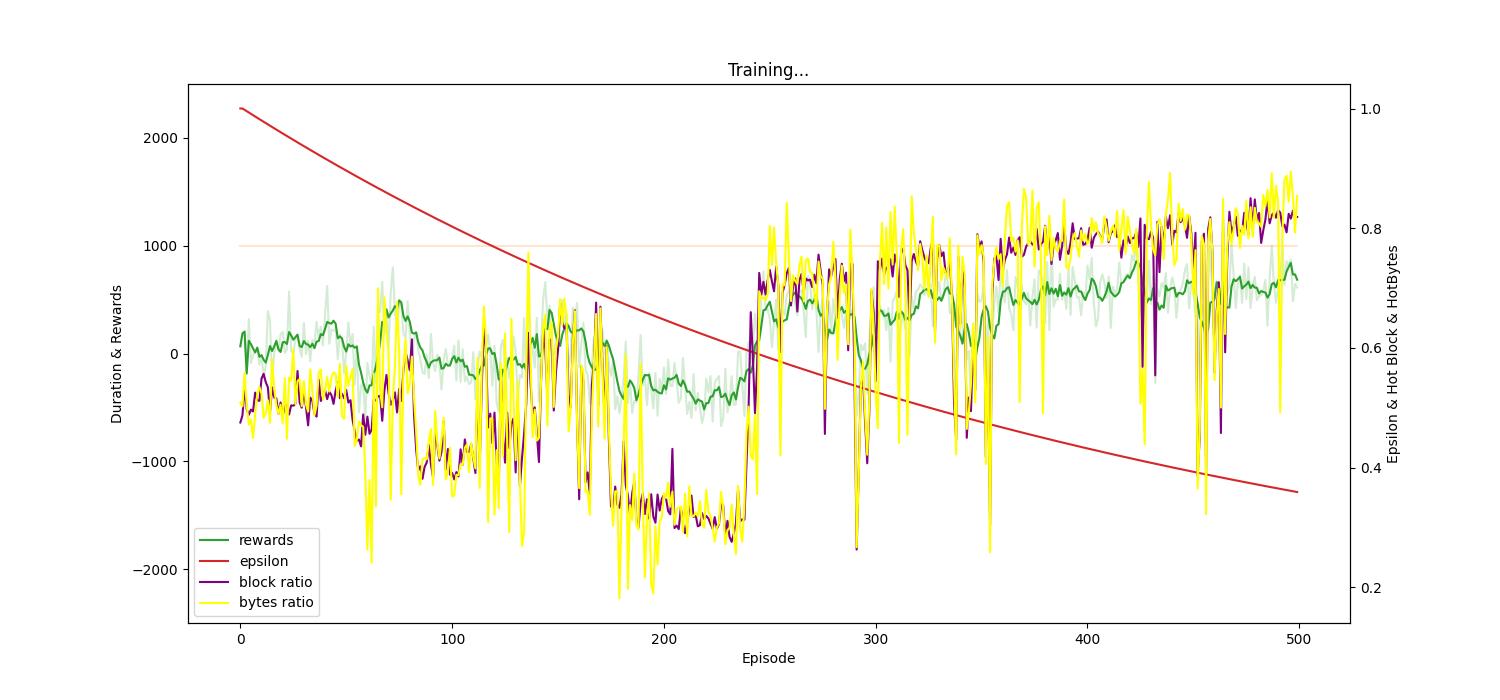 Training...
2000
1000
0
−1000
−2000
Duration & Rewards
1.0
0.8
0.6
0.4
0.2
Epsilon & Hot Block & HotBytes
rewards
epsilon
block ratio
bytes ratio
0 100 200 300 400 500
Episode